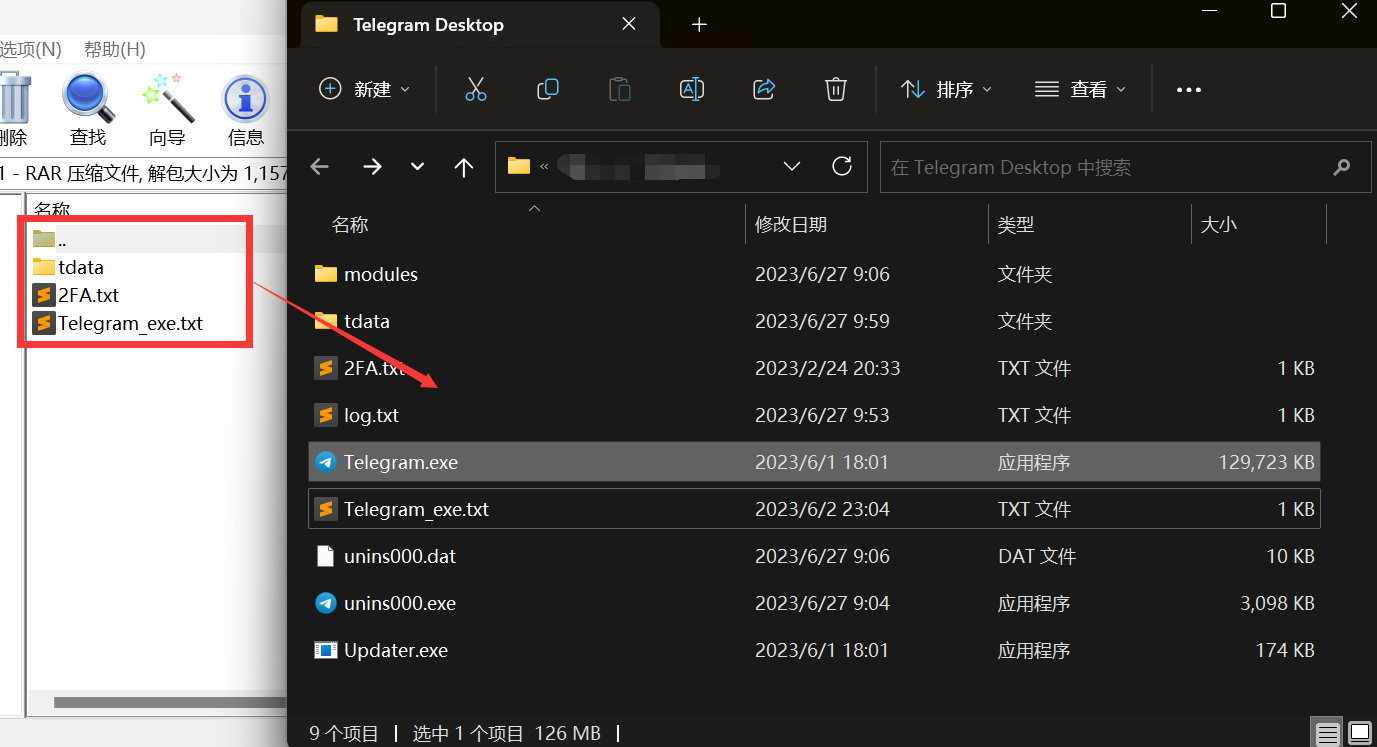 选项(N) 帮助(H)
删除 查找 向导 信息
1 - RAR 压缩文件, 解包大小为 1,157
名称
..
tdata
2FA.txt
Telegram_exe.txt
Telegram Desktop
新建 排序 查看
« 在 Telegram Desktop 中搜索
名称 修改日期 类型 大小
modules 2023/6/27 9:06 文件夹
tdata 2023/6/27 9:59 文件夹
2FA.txt 2023/2/24 20:33 TXT 文件 1 KB
log.txt 2023/6/27 9:53 TXT 文件 1 KB
Telegram.exe 2023/6/1 18:01 应用程序 129,723 KB
Telegram_exe.txt 2023/6/2 23:04 TXT 文件 1 KB
unins000.dat 2023/6/27 9:06 DAT 文件 10 KB
unins000.exe 2023/6/27 9:04 应用程序 3,098 KB
Updater.exe 2023/6/1 18:01 应用程序 174 KB
9 个项目 | 选中 1 个项目 126 MB |